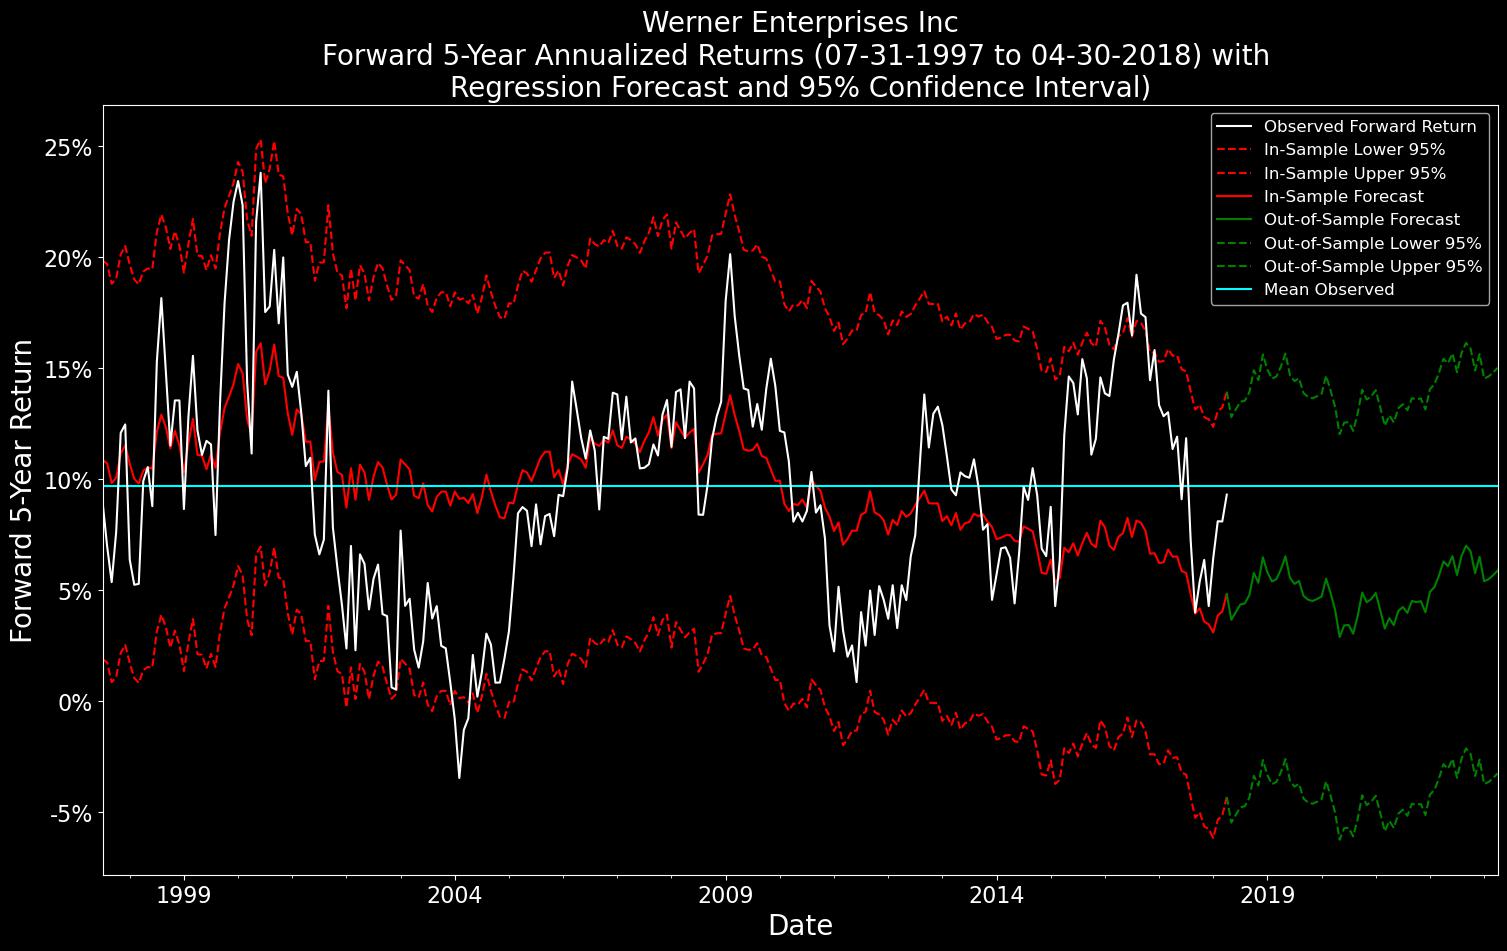 Werner Enterprises Inc
Forward 5-Year Annualized Returns (07-31-1997 to 04-30-2018) with
Regression Forecast and 95% Confidence Interval)
Observed Forward Return
In-Sample Lower 95%
In-Sample Upper 95%
In-Sample Forecast
Out-of-Sample Forecast
Out-of-Sample Lower 95%
Out-of-Sample Upper 95%
Mean Observed
Forward 5-Year Return
25%
20%
15%
10%
5%
0%
-5%
1999
2004
2009
2014
2019
Date